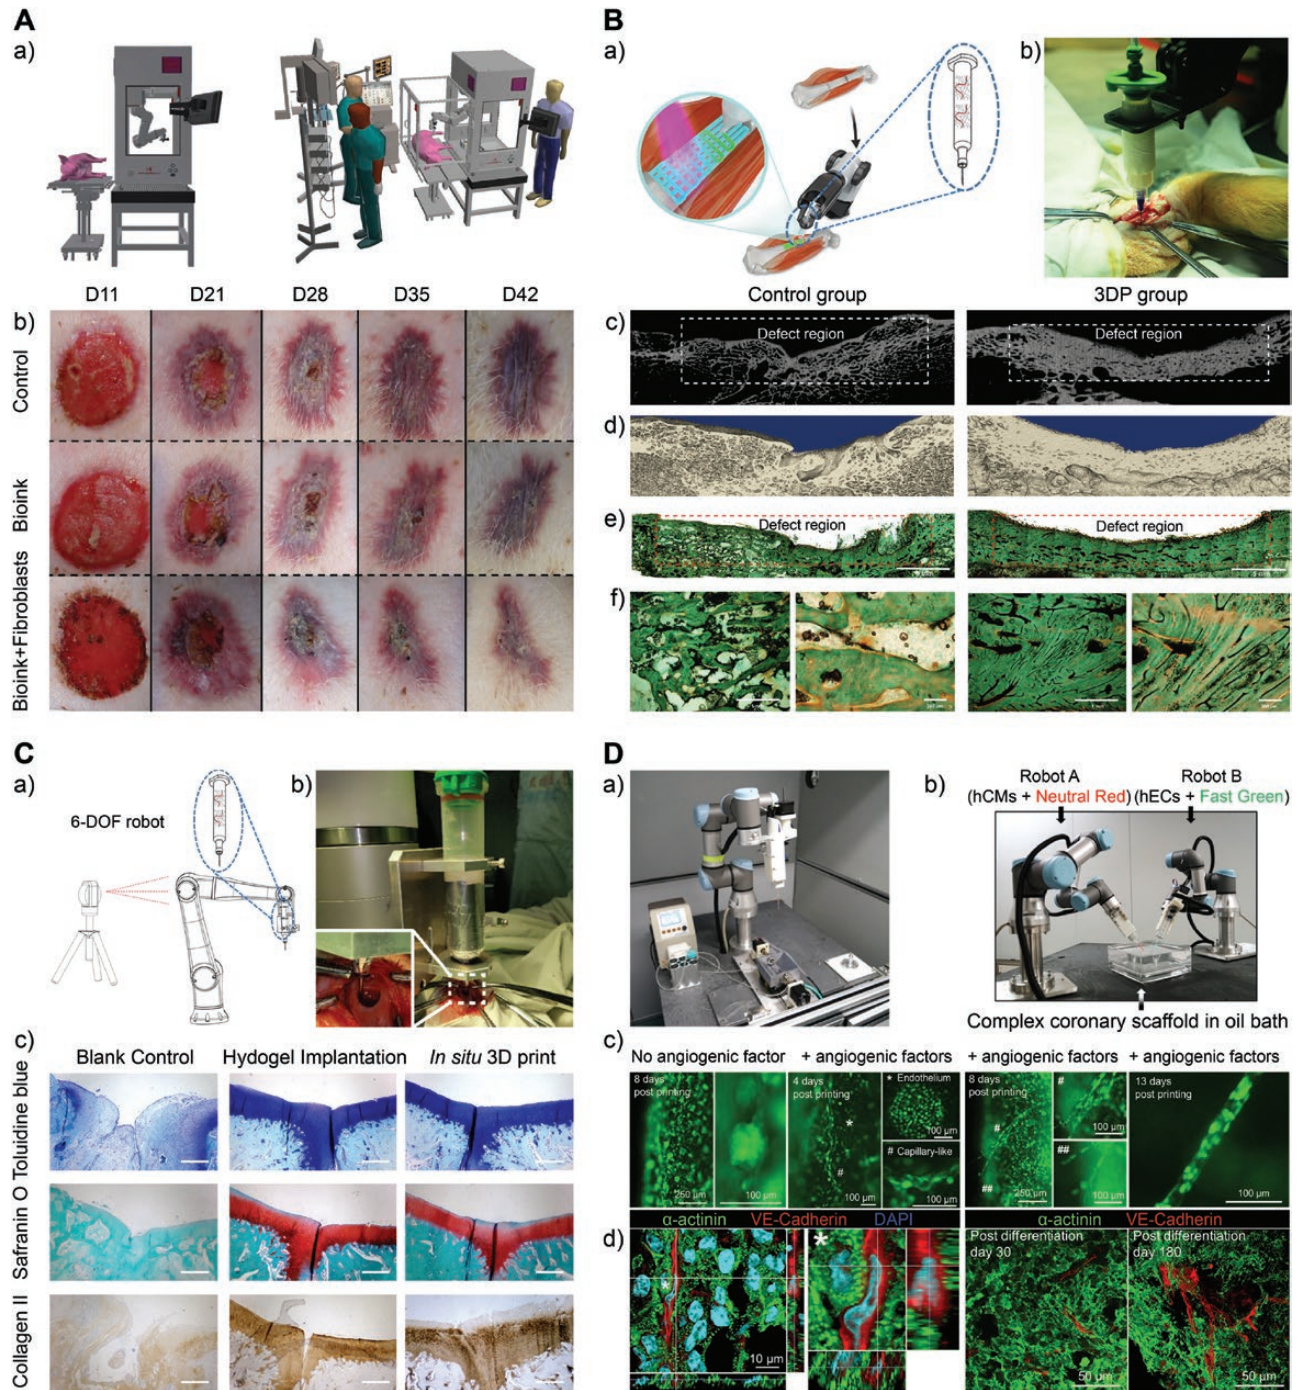 A
a)
D11 D21 D28 D35 D42
b)
Control
Bioink
Bioink+Fibroblasts
B
a)
b)
Control group 3DP group
c)
Defect region
Defect region
d)
e)
Defect region
Defect region
f)
C
a)
6-DOF robot
b)
c)
Blank Control Hydogel Implantation In situ 3D print
Toluidine blue
Safranin O
Collagen II
D
a)
b)
Robot A Robot B
(hCMs + Neutral Red) (hECs + Fast Green)
Complex coronary scaffold in oil bath
c)
No angiogenic factor + angiogenic factors + angiogenic factors + angiogenic factors
8 days
post printing
250 µm
100 µm
4 days
post printing
*
#
100 µm
* Endothelium
100 µm
# Capillary-like
100 µm
8 days
post printing
#
##
250 µm
#
100 µm
##
100 µm
13 days
post printing
100 µm
d)
α-actinin VE-Cadherin DAPI
*
10 µm
*
α-actinin VE-Cadherin
Post differentiation
day 30
50 µm
Post differentiation
day 180
50 µm